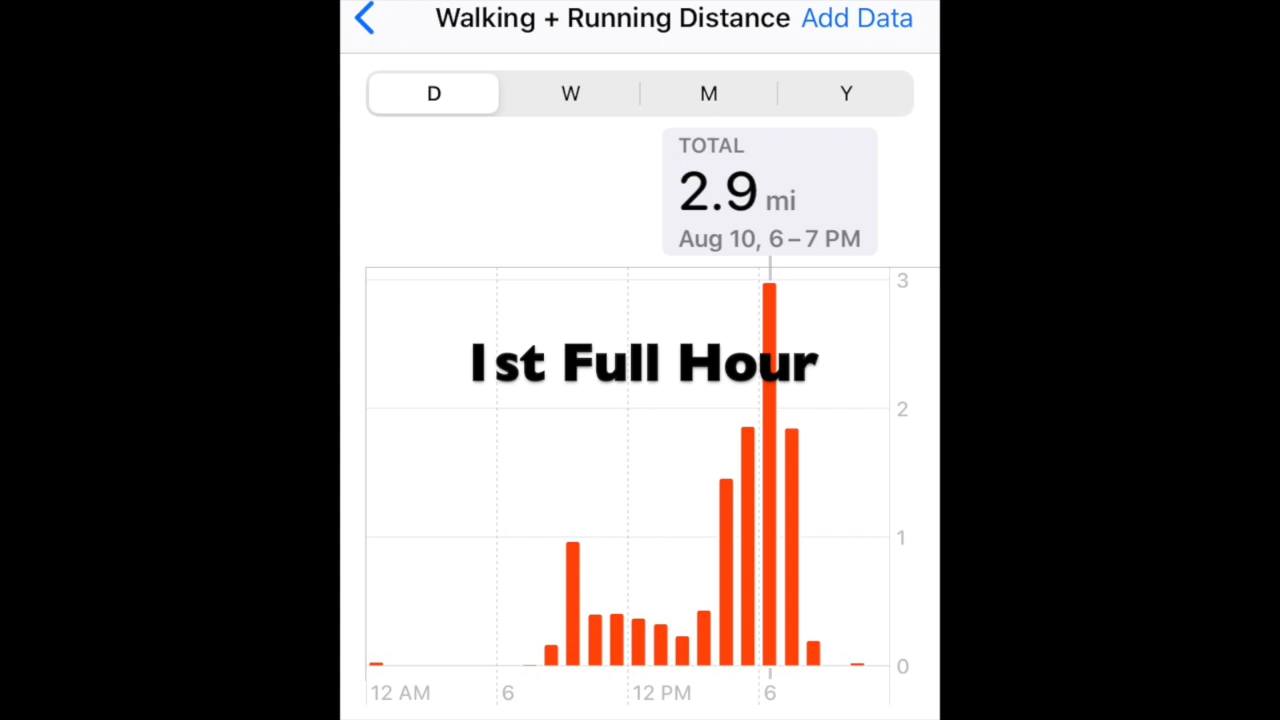 Walking + Running Distance Add Data
D W M Y
TOTAL
2.9 mi
Aug 10, 6 – 7 PM
3
1st Full Hour
2
1
0
12 AM 6 12 PM 6